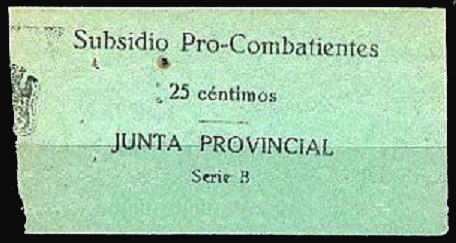 Subsidio Pro-Combatientes
25 céntimos
JUNTA PROVINCIAL
Serie B